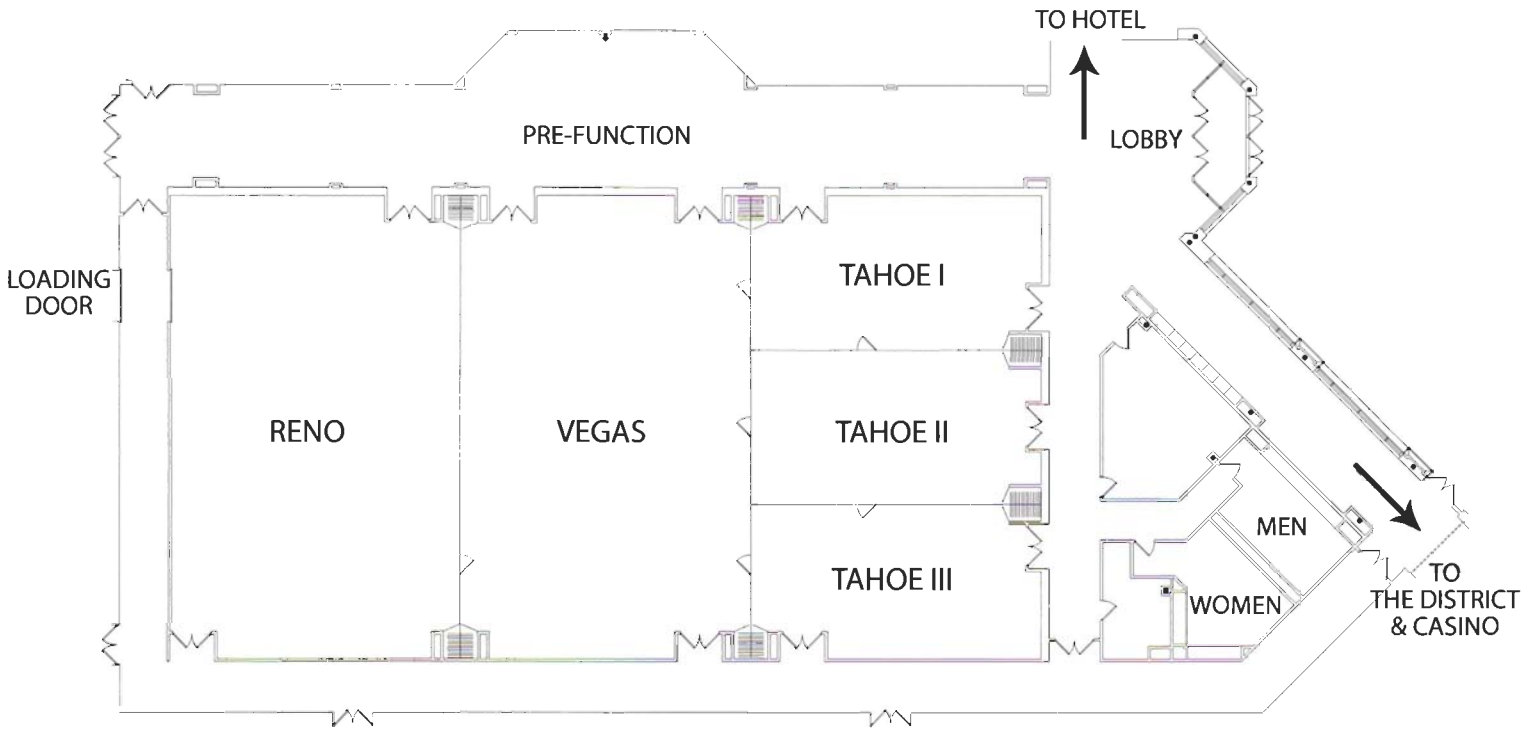 TO HOTEL
PRE-FUNCTION
LOBBY
LOADING
DOOR
TAHOE I
RENO
VEGAS
TAHOE II
MEN
TAHOE III
WOMEN
TO
THE DISTRICT
& CASINO